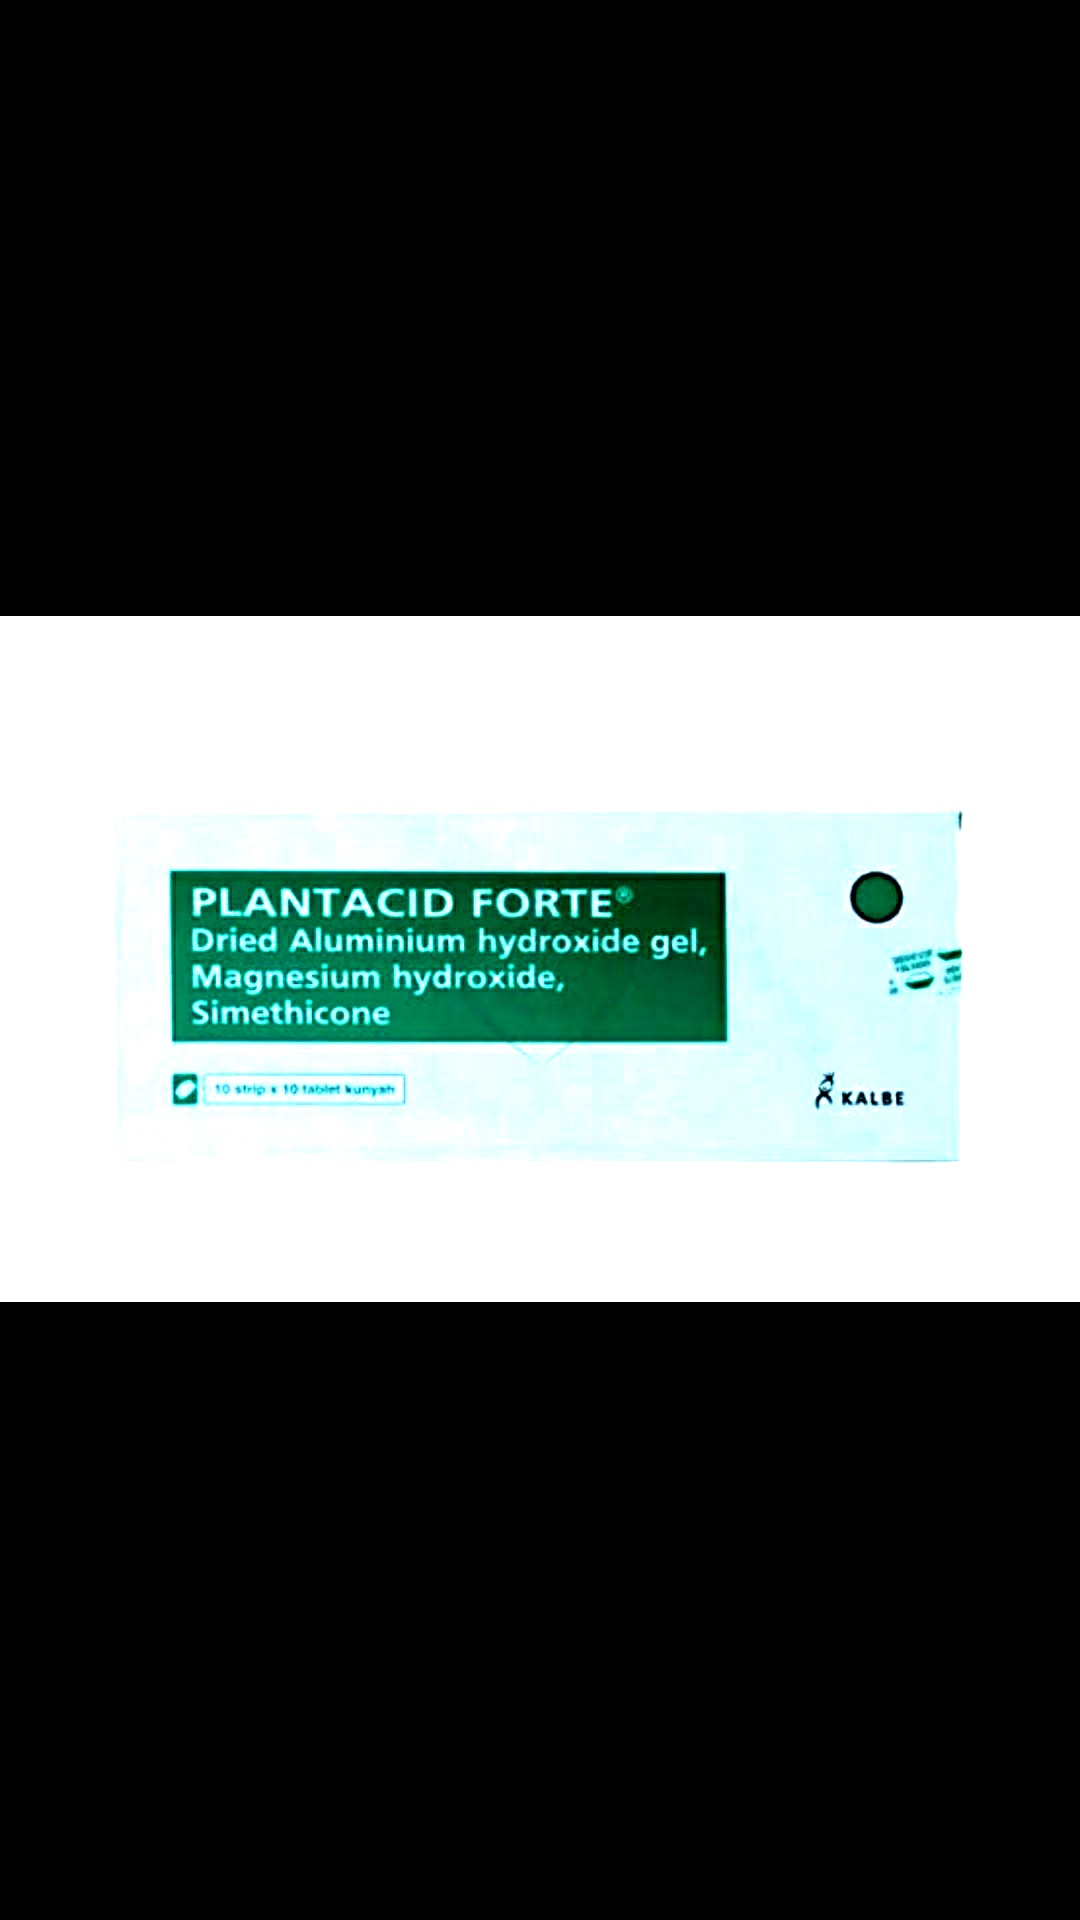 PLANTACID FORTE®
Dried Aluminium hydroxide gel,
Magnesium hydroxide,
Simethicone
10 strip x 10 tablet kunyah
KALBE